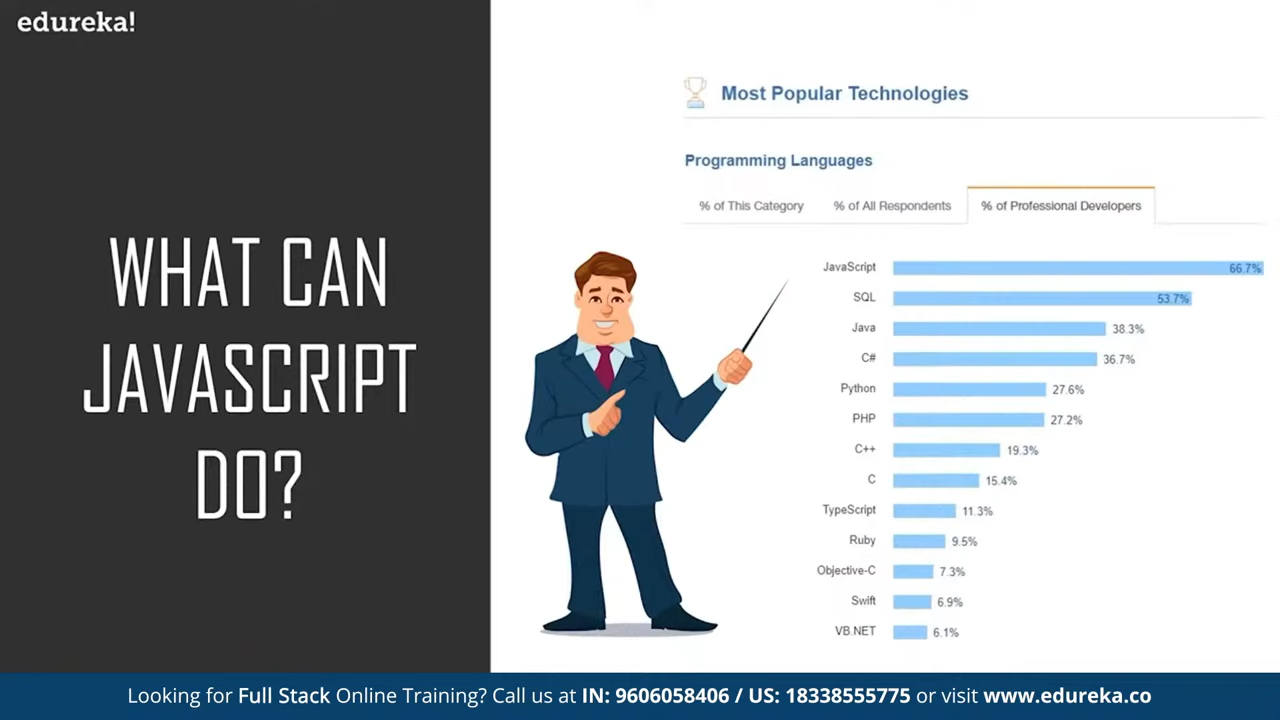 edureka!
WHAT CAN
JAVASCRIPT
DO?
Most Popular Technologies
Programming Languages
% of This Category % of All Respondents % of Professional Developers
JavaScript 66.7%
SQL 53.7%
Java 38.3%
C# 36.7%
Python 27.6%
PHP 27.2%
C++ 19.3%
C 15.4%
TypeScript 11.3%
Ruby 9.5%
Objective-C 7.3%
Swift 6.9%
VB.NET 6.1%
Looking for Full Stack Online Training? Call us at IN: 9606058406 / US: 18338555775 or visit www.edureka.co